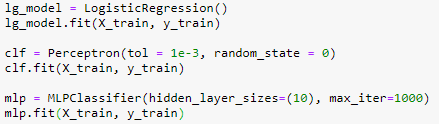 lg_model = LogisticRegression()
lg_model.fit(X_train, y_train)
clf = Perceptron(tol = 1e-3, random_state = 0)
clf.fit(X_train, y_train)
mlp = MLPClassifier(hidden_layer_sizes=(10), max_iter=1000)
mlp.fit(X_train, y_train)